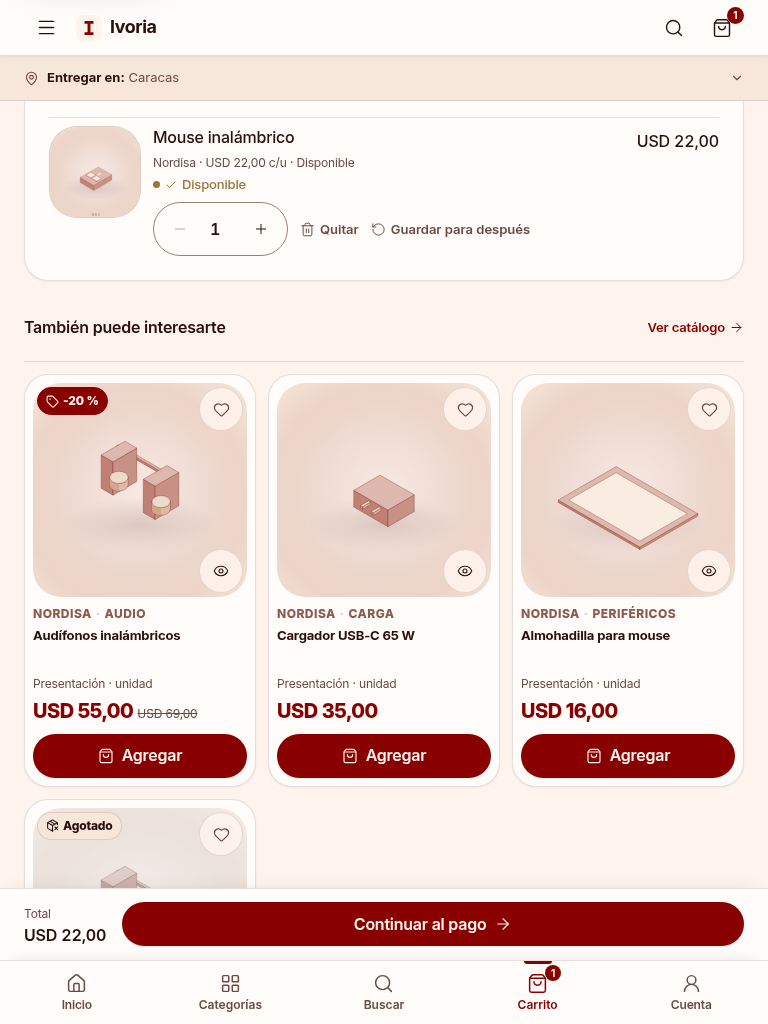 I Ivoria
1
Entregar en: Caracas
Mouse inalámbrico
USD 22,00
Nordisa · USD 22,00 c/u · Disponible
Disponible
1
Quitar
Guardar para después
También puede interesarte
Ver catálogo
-20 %
NORDISA · AUDIO
Audífonos inalámbricos
Presentación · unidad
USD 55,00 USD 69,00
Agregar
NORDISA · CARGA
Cargador USB-C 65 W
Presentación · unidad
USD 35,00
Agregar
NORDISA · PERIFÉRICOS
Almohadilla para mouse
Presentación · unidad
USD 16,00
Agregar
Agotado
Total
USD 22,00
Continuar al pago
Inicio
Categorías
Buscar
1
Carrito
Cuenta